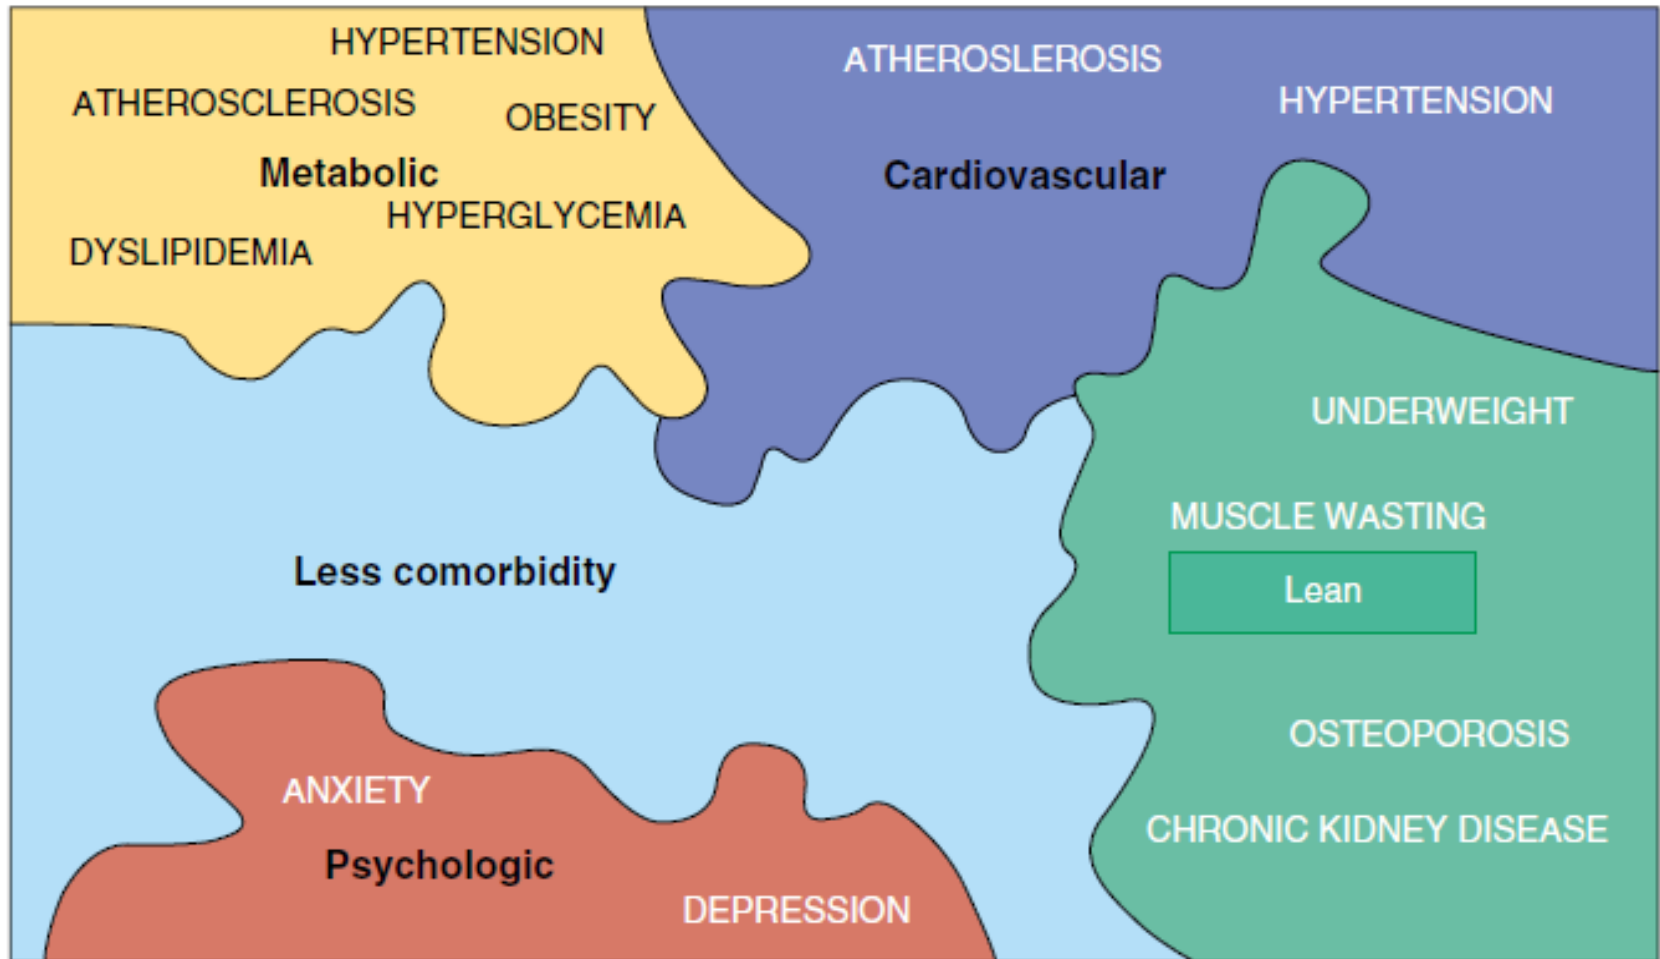 HYPERTENSION
ATHEROSCLEROSIS
OBESITY
Metabolic
HYPERGLYCEMIA
DYSLIPIDEMIA
ATHEROSLEROSIS
HYPERTENSION
Cardiovascular
UNDERWEIGHT
MUSCLE WASTING
Lean
OSTEOPOROSIS
CHRONIC KIDNEY DISEASE
Less comorbidity
ANXIETY
Psychologic
DEPRESSION